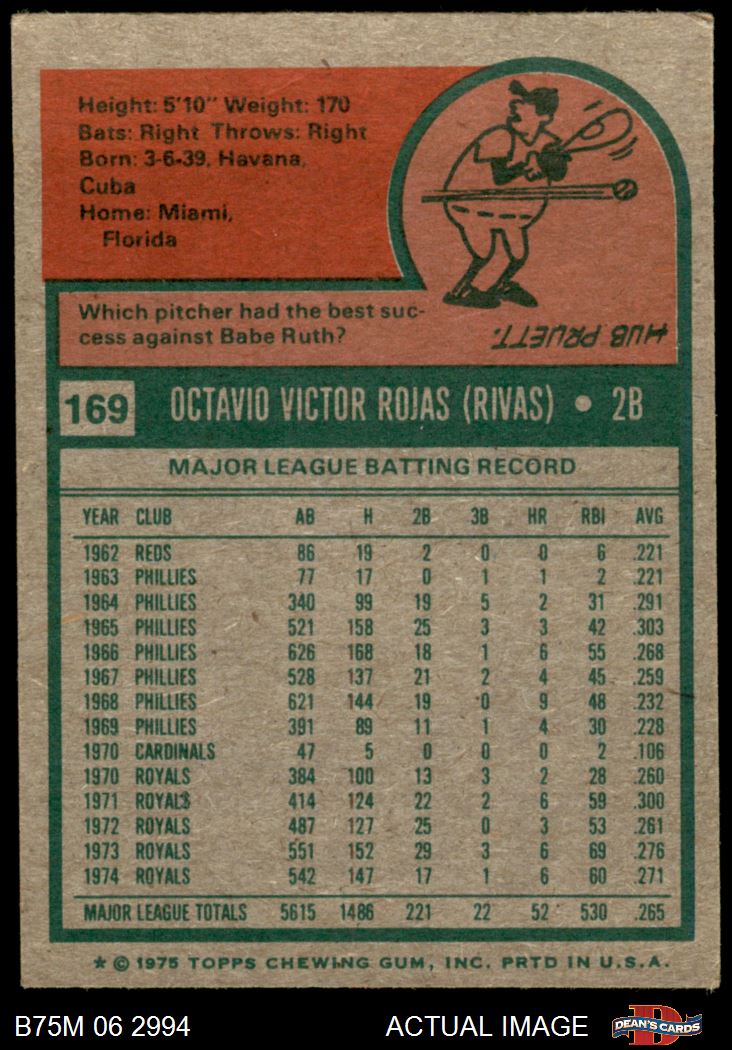 Height: 5'10" Weight: 170
Bats: Right Throws: Right
Born: 3-6-39, Havana,
Cuba
Home: Miami,
Florida
Which pitcher had the best suc-
cess against Babe Ruth?
HUB PRUETT.
169 OCTAVIO VICTOR ROJAS (RIVAS) • 2B
MAJOR LEAGUE BATTING RECORD
YEAR CLUB AB H 2B 3B HR RBI AVG
1962 REDS 86 19 2 0 0 6 .221
1963 PHILLIES 77 17 0 1 1 2 .221
1964 PHILLIES 340 99 19 5 2 31 .291
1965 PHILLIES 521 158 25 3 3 42 .303
1966 PHILLIES 626 168 18 1 6 55 .268
1967 PHILLIES 528 137 21 2 4 45 .259
1968 PHILLIES 621 144 19 0 9 48 .232
1969 PHILLIES 391 89 11 1 4 30 .228
1970 CARDINALS 47 5 0 0 0 2 .106
1970 ROYALS 384 100 13 3 2 28 .260
1971 ROYALS 414 124 22 2 6 59 .300
1972 ROYALS 487 127 25 0 3 53 .261
1973 ROYALS 551 152 29 3 6 69 .276
1974 ROYALS 542 147 17 1 6 60 .271
MAJOR LEAGUE TOTALS 5615 1486 221 22 52 530 .265
* © 1975 TOPPS CHEWING GUM, INC. PRTD IN U.S.A.
B75M 06 2994 ACTUAL IMAGE D DEAN'S CARDS